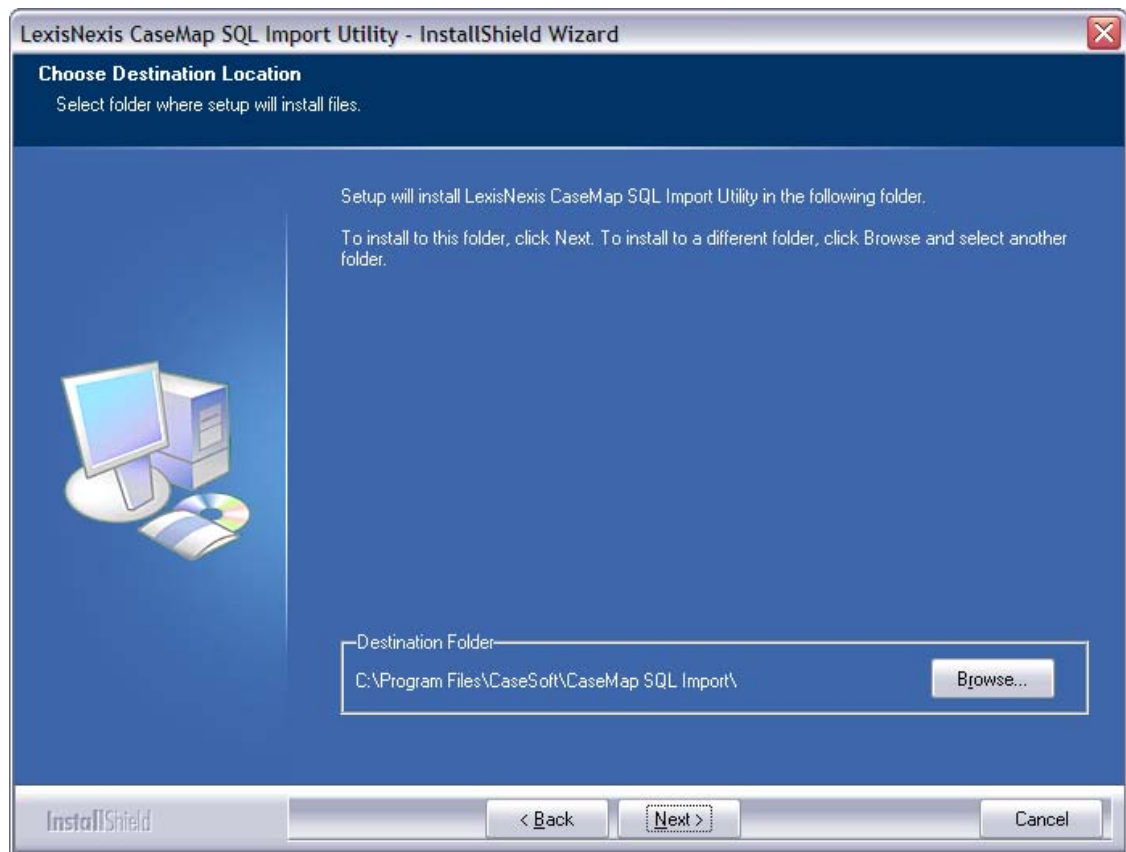 LexisNexis CaseMap SQL Import Utility - InstallShield Wizard
Choose Destination Location
Select folder where setup will install files.
Setup will install LexisNexis CaseMap SQL Import Utility in the following folder.
To install to this folder, click Next. To install to a different folder, click Browse and select another
folder.
Destination Folder
C:\Program Files\CaseSoft\CaseMap SQL Import\
Browse...
InstallShield
< Back
Next >
Cancel